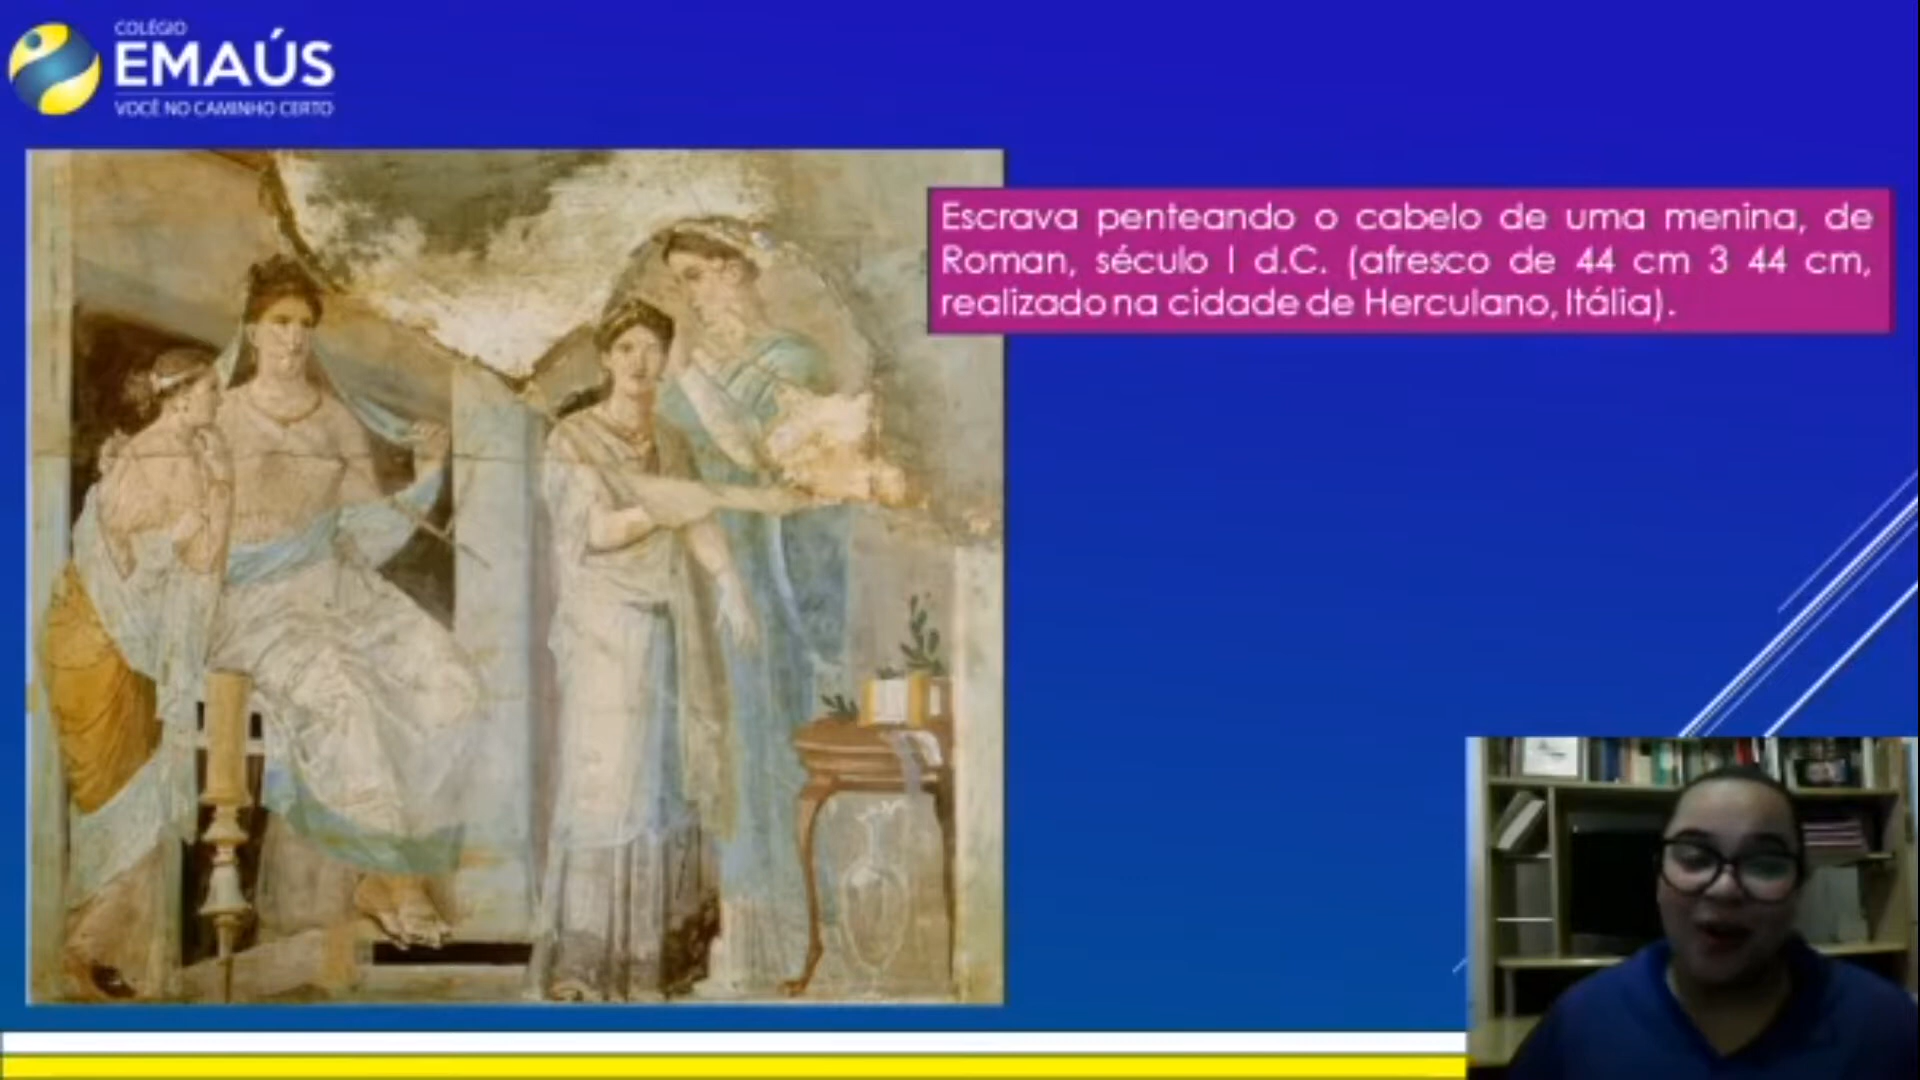 COLÉGIO
EMAÚS
VOCÊ NO CAMINHO CERTO
Escrava penteando o cabelo de uma menina, de
Roman, século I d.C. (afresco de 44 cm 3 44 cm,
realizado na cidade de Herculano, Itália).